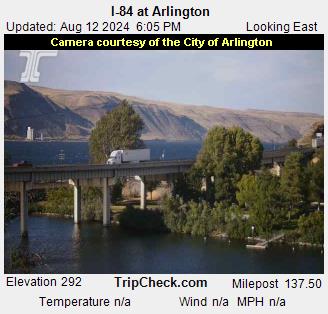 I-84 at Arlington
Updated: Aug 12 2024 6:05 PM Looking East
Camera courtesy of the City of Arlington
Elevation 292 TripCheck.com Milepost 137.50
Temperature n/a Wind n/a MPH n/a